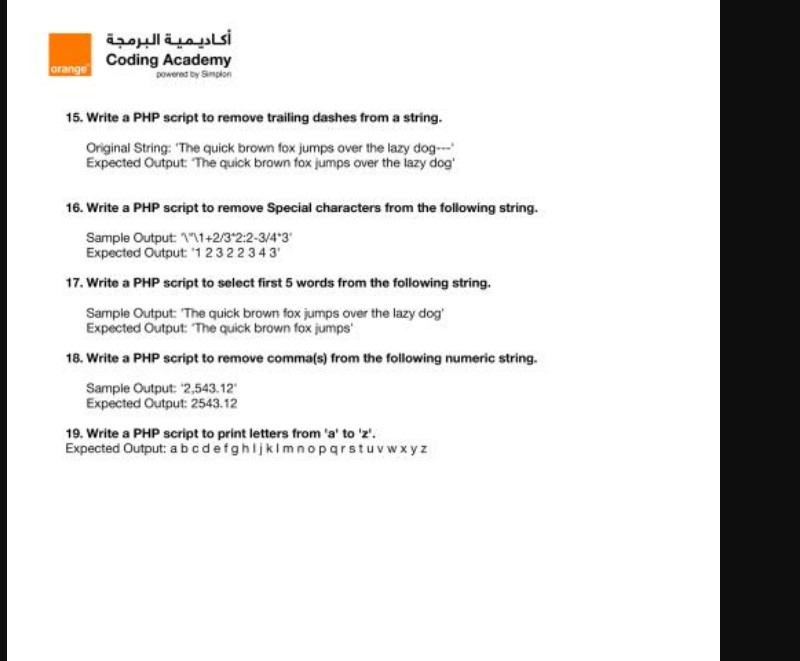 أكاديمية البرمجة
Coding Academy
powered by Simplon
orange
15. Write a PHP script to remove trailing dashes from a string.
Original String: 'The quick brown fox jumps over the lazy dog---'
Expected Output: 'The quick brown fox jumps over the lazy dog'
16. Write a PHP script to remove Special characters from the following string.
Sample Output: '\"\1+2/3*2:2-3/4*3'
Expected Output: '1 2 3 2 2 3 4 3'
17. Write a PHP script to select first 5 words from the following string.
Sample Output: 'The quick brown fox jumps over the lazy dog'
Expected Output: 'The quick brown fox jumps'
18. Write a PHP script to remove comma(s) from the following numeric string.
Sample Output: '2,543.12'
Expected Output: 2543.12
19. Write a PHP script to print letters from 'a' to 'z'.
Expected Output: a b c d e f g h I j k l m n o p q r s t u v w x y z